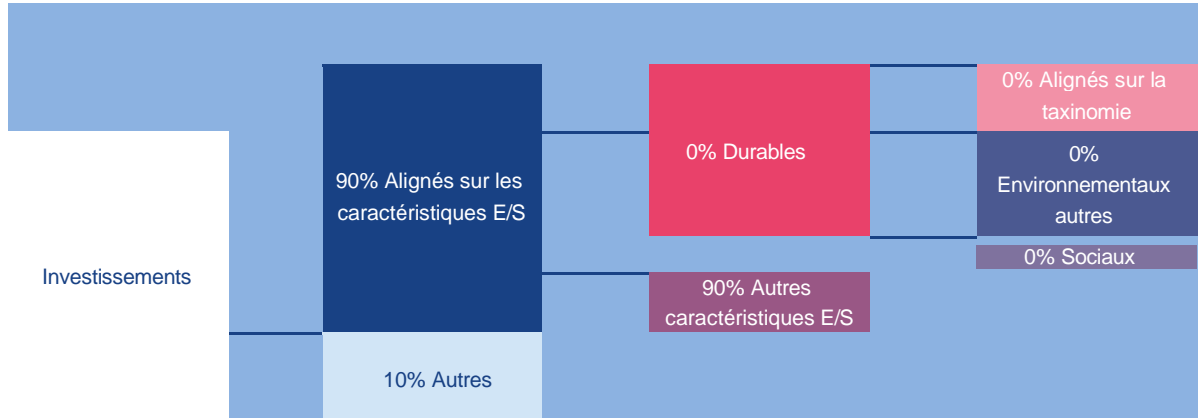 Investissements
90% Alignés sur les
caractéristiques E/S
10% Autres
0% Durables
90% Autres
caractéristiques E/S
0% Alignés sur la
taxinomie
0%
Environnementaux
autres
0% Sociaux